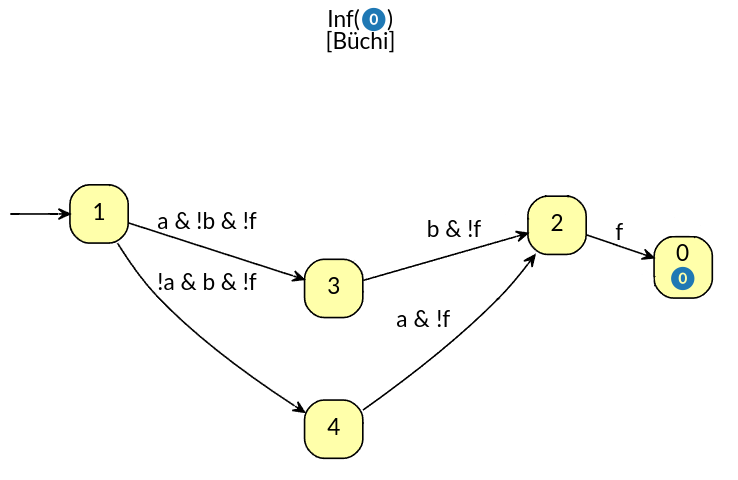 Inf(0)
[Büchi]
1
a & !b & !f
!a & b & !f
3
4
b & !f
a & !f
2
f
0
0